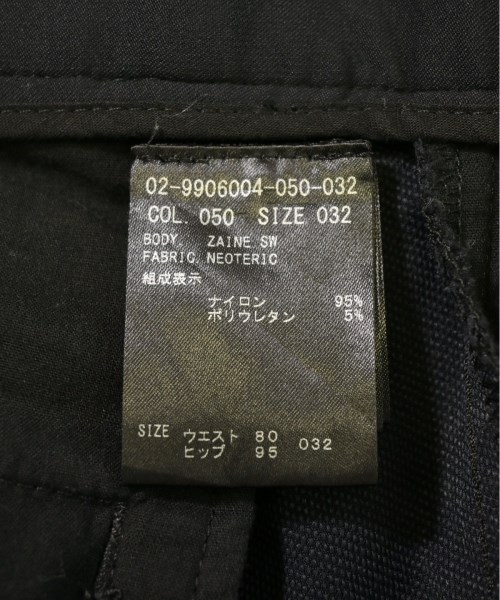 02-9906004-050-032
COL. 050 SIZE 032
BODY. ZAINE SW
FABRIC. NEOTERIC
組成表示
ナイロン 95%
ポリウレタン 5%
SIZE ウエスト 80 032
ヒップ 95